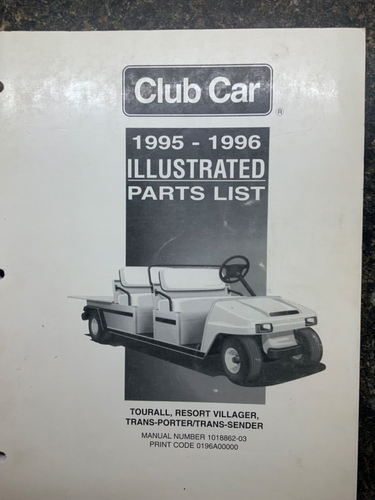 Club Car
®
1995 - 1996
ILLUSTRATED
PARTS LIST
TOURALL, RESORT VILLAGER,
TRANS-PORTER/TRANS-SENDER
MANUAL NUMBER 1018862-03
PRINT CODE 0196A00000